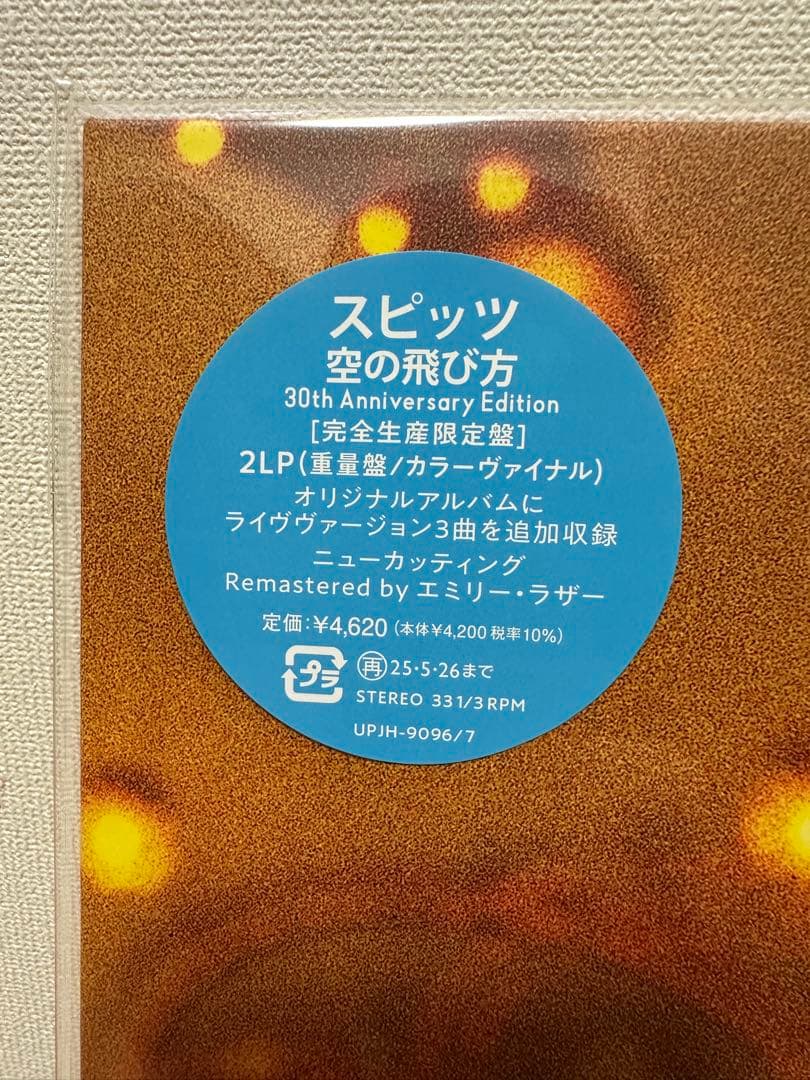 スピッツ
空の飛び方
30th Anniversary Edition
[完全生産限定盤]
2LP(重量盤/カラーヴァイナル)
オリジナルアルバムに
ライヴヴァージョン3曲を追加収録
ニューカッティング
Remastered by エミリー・ラザー
定価:¥4,620 (本体¥4,200 税率10%)
プラ 再 25・5・26まで
STEREO 33 1/3 RPM
UPJH-9096/7